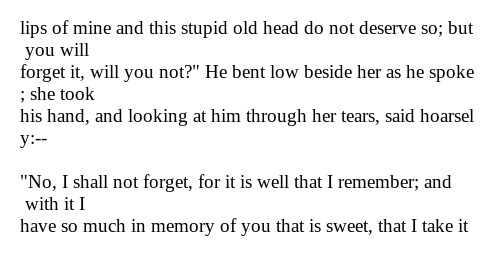 lips of mine and this stupid old head do not deserve so; but
you will
forget it, will you not?" He bent low beside her as he spoke
; she took
his hand, and looking at him through her tears, said hoarsel
y:--

"No, I shall not forget, for it is well that I remember; and
with it I
have so much in memory of you that is sweet, that I take it